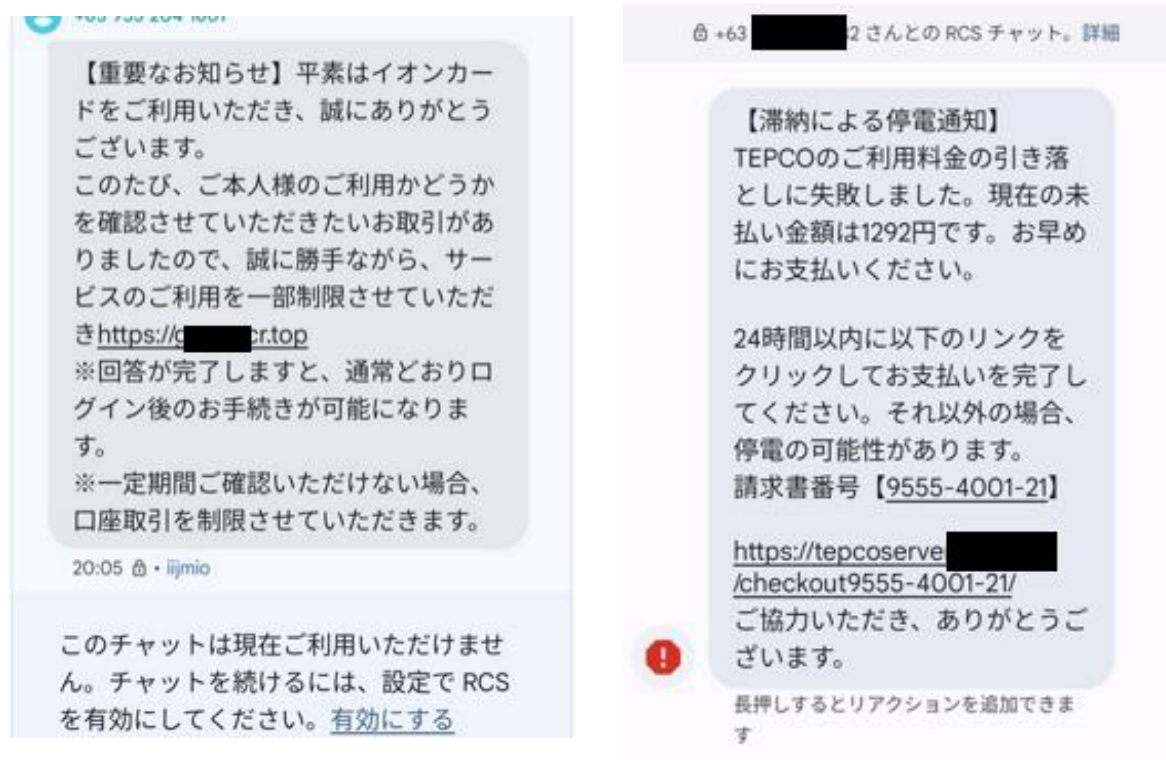 【重要なお知らせ】平素はイオンカー
ドをご利用いただき、誠にありがとう
ございます。
このたび、ご本人様のご利用かどうか
を確認させていただきたいお取引があ
りましたので、誠に勝手ながら、サー
ビスのご利用を一部制限させていただ
きhttps://g cr.top
※回答が完了しますと、通常どおりロ
グイン後のお手続きが可能になりま
す。
※一定期間ご確認いただけない場合、
口座取引を制限させていただきます。
20:05 • iijmio
このチャットは現在ご利用いただけませ
ん。チャットを続けるには、設定で RCS
を有効にしてください。有効にする
+63 2 さんとの RCS チャット。詳細
【滞納による停電通知】
TEPCOのご利用料金の引き落
としに失敗しました。現在の未
払い金額は1292円です。お早め
にお支払いください。
24時間以内に以下のリンクを
クリックしてお支払いを完了し
てください。それ以外の場合、
停電の可能性があります。
請求書番号【9555-4001-21】
https://tepcoserve
/checkout9555-4001-21/
ご協力いただき、ありがとうご
ざいます。
長押しするとリアクションを追加できま
す